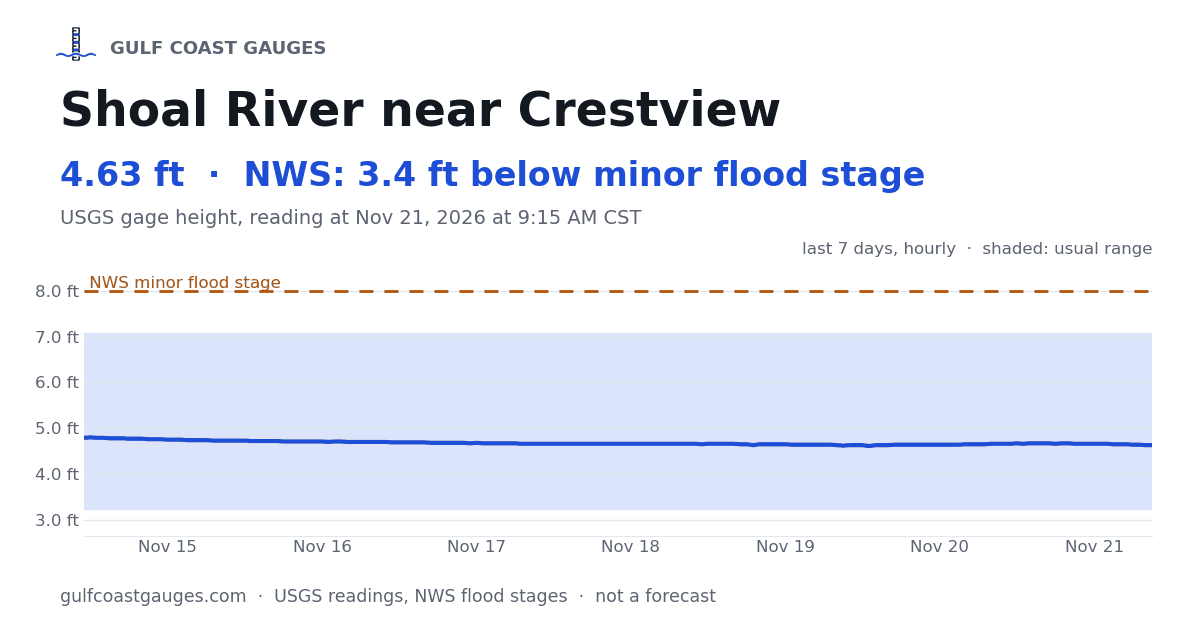 GULF COAST GAUGES
Shoal River near Crestview
4.63 ft · NWS: 3.4 ft below minor flood stage
USGS gage height, reading at Nov 21, 2026 at 9:15 AM CST
last 7 days, hourly · shaded: usual range
NWS minor flood stage
8.0 ft
7.0 ft
6.0 ft
5.0 ft
4.0 ft
3.0 ft
Nov 15 Nov 16 Nov 17 Nov 18 Nov 19 Nov 20 Nov 21
gulfcoastgauges.com · USGS readings, NWS flood stages · not a forecast